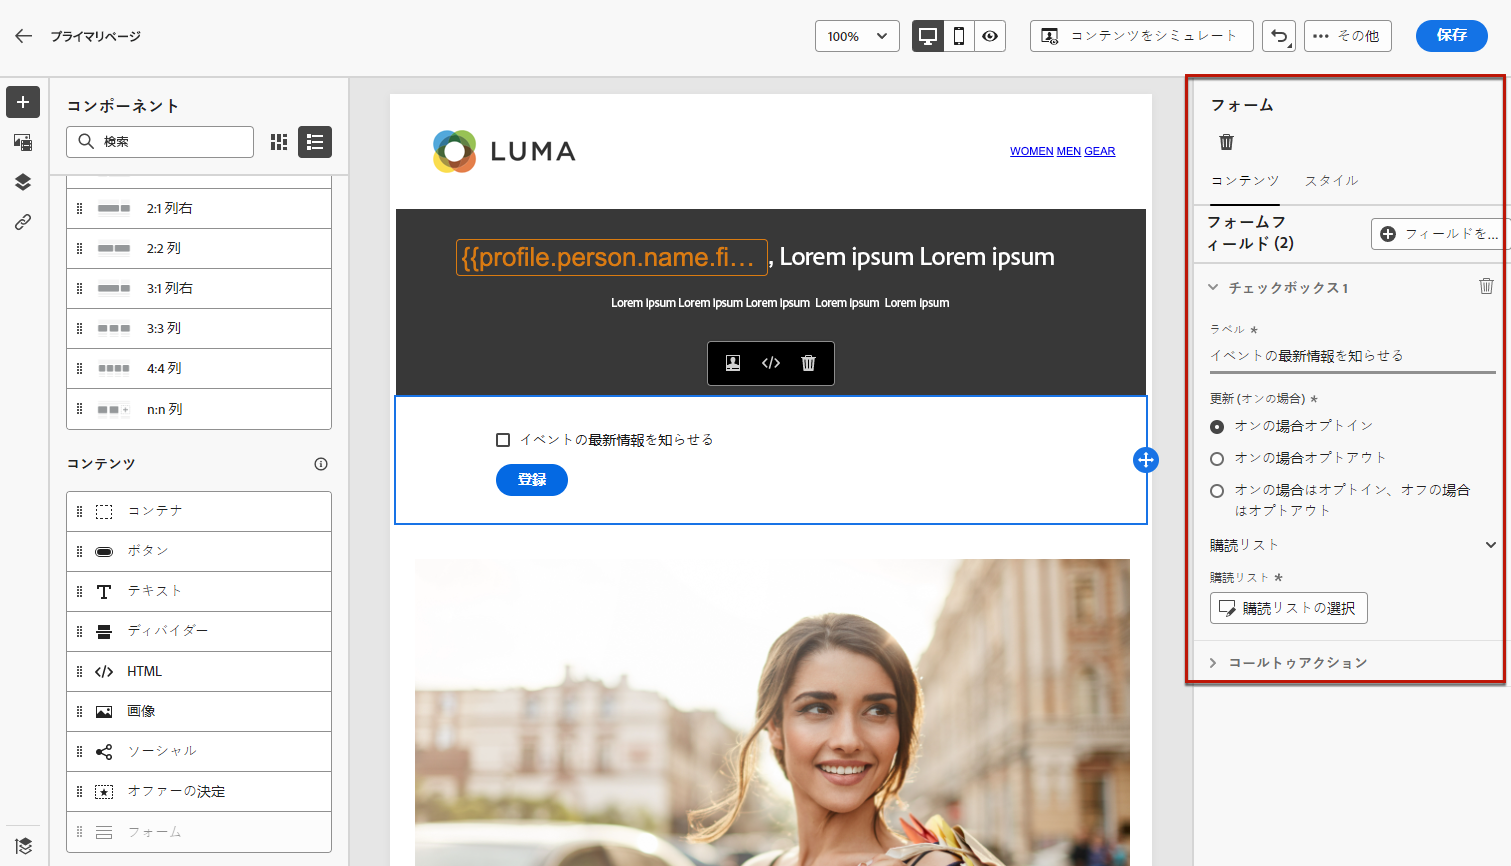 プライマリページ
100%
コンテンツをシミュレート
その他
保存
コンポーネント
検索
2:1 列右
2:2 列
3:1 列右
3:3 列
4:4 列
n:n 列
コンテンツ
コンテナ
ボタン
テキスト
ディバイダー
HTML
画像
ソーシャル
オファーの決定
フォーム
LUMA
WOMEN MEN GEAR
{{profile.person.name.fi... , Lorem ipsum Lorem ipsum
Lorem Ipsum Lorem Ipsum Lorem Ipsum Lorem Ipsum Lorem Ipsum
イベントの最新情報を知らせる
登録
フォーム
コンテンツ スタイル
フォームフ
ィールド (2)
フィールドを...
チェックボックス 1
ラベル *
イベントの最新情報を知らせる
更新 (オンの場合) *
オンの場合オプトイン
オンの場合オプトアウト
オンの場合はオプトイン、オフの場合
はオプトアウト
購読リスト
購読リスト *
購読リストの選択
コールトゥアクション